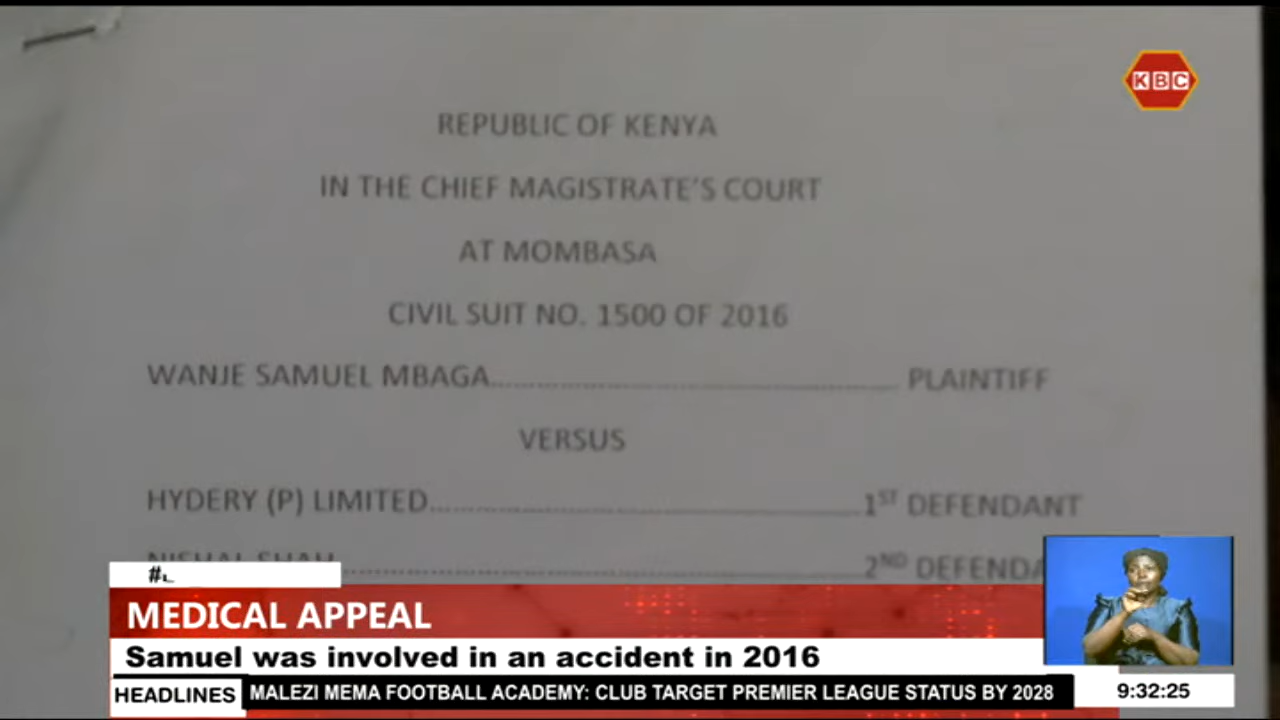 KBC
REPUBLIC OF KENYA
IN THE CHIEF MAGISTRATE'S COURT
AT MOMBASA
CIVIL SUIT NO. 1500 OF 2016
WANJE SAMUEL MBAGA PLAINTIFF
VERSUS
HYDERY (P) LIMITED 1ST DEFENDANT
2ND
MEDICAL APPEAL
Samuel was involved in an accident in 2016
HEADLINES MALEZI MEMA FOOTBALL ACADEMY: CLUB TARGET PREMIER LEAGUE STATUS BY 2028 9:32:25